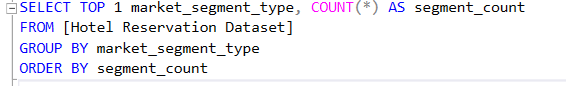 SELECT TOP 1 market_segment_type, COUNT(*) AS segment_count
FROM [Hotel Reservation Dataset]
GROUP BY market_segment_type
ORDER BY segment_count